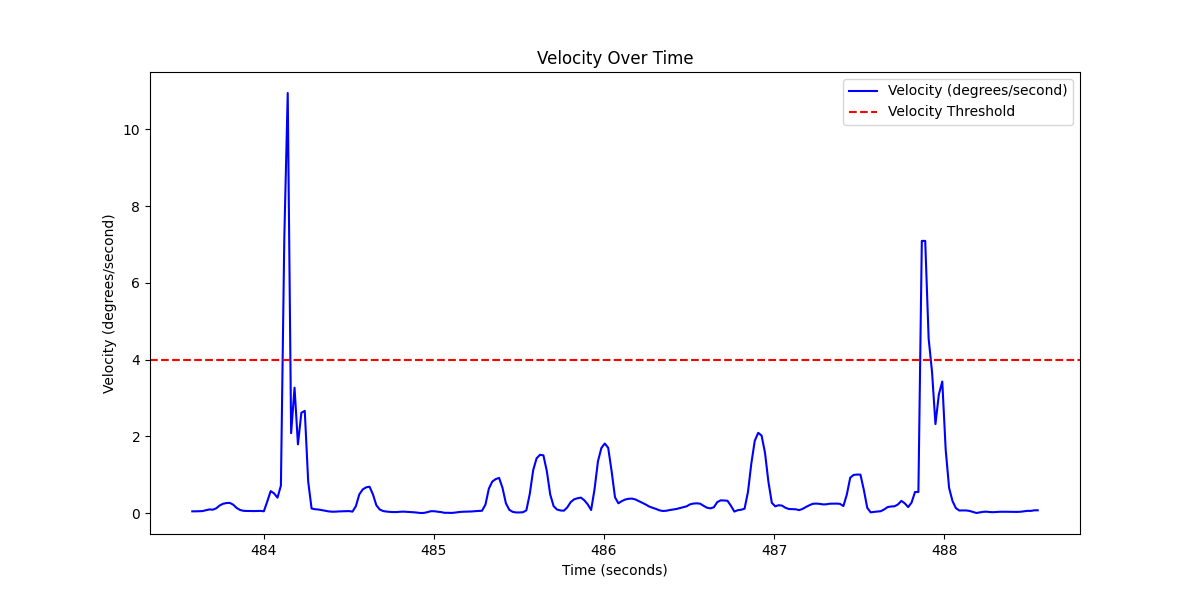 Velocity Over Time
Velocity (degrees/second)
Velocity Threshold
10
8
6
4
2
0
Velocity (degrees/second)
484
485
486
487
488
Time (seconds)